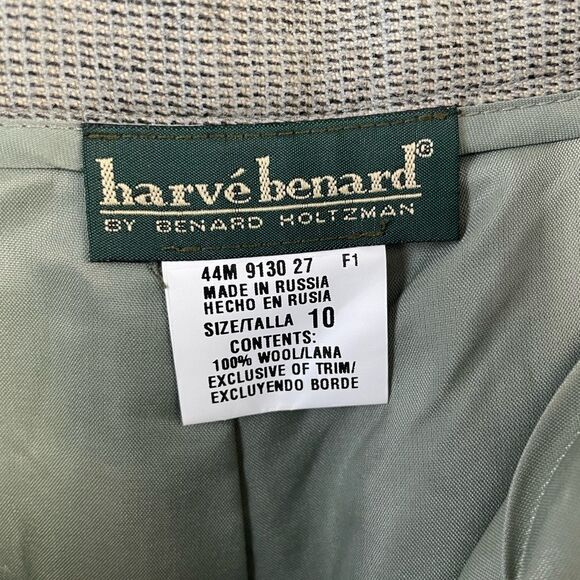 harvé benard®
BY BENARD HOLTZMAN
44M 9130 27 F1
MADE IN RUSSIA
HECHO EN RUSIA
SIZE/TALLA 10
CONTENTS:
100% WOOL/LANA
EXCLUSIVE OF TRIM/
EXCLUYENDO BORDE